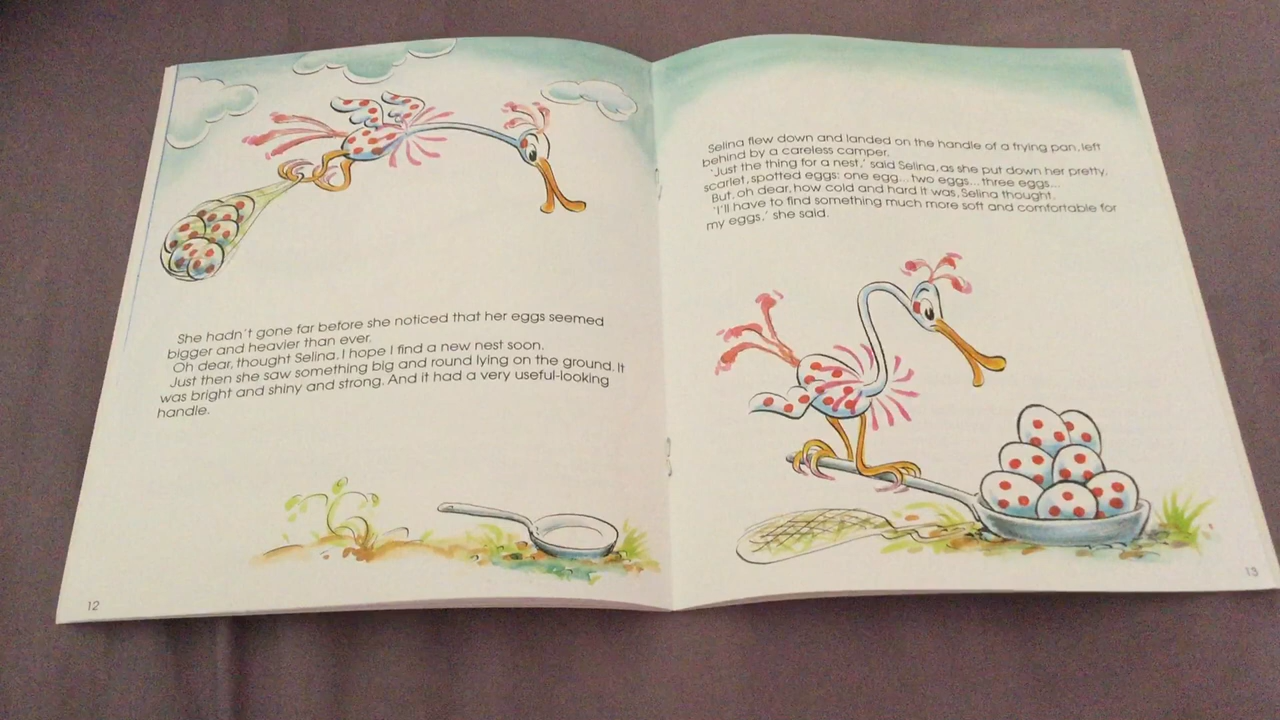 She hadn't gone far before she noticed that her eggs seemed
bigger and heavier than ever.
Oh dear, thought Selina, I hope I find a new nest soon.
Just then she saw something big and round lying on the ground. It
was bright and shiny and strong. And it had a very useful-looking
handle.
12
Selina flew down and landed on the handle of a frying pan, left
behind by a careless camper.
'Just the thing for a nest,' said Selina, as she put down her pretty,
scarlet, spotted eggs: one egg... two eggs... three eggs...
But, oh dear, how cold and hard it was, Selina thought.
'I'll have to find something much more soft and comfortable for
my eggs,' she said.
13